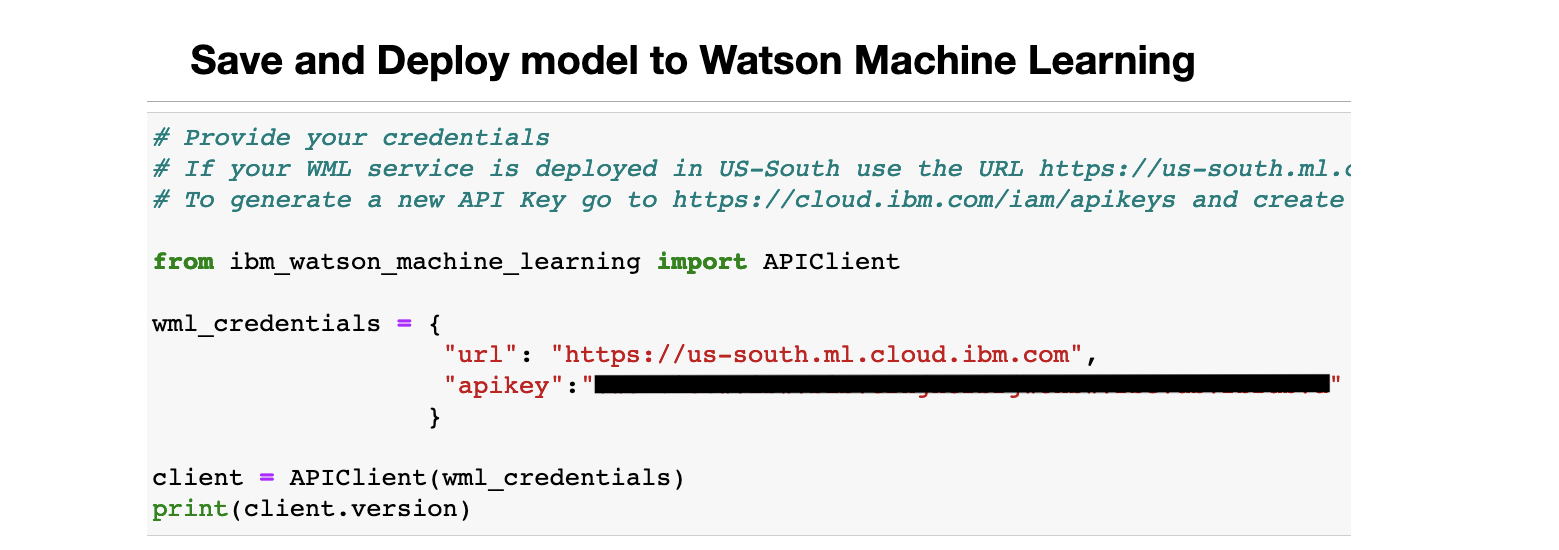 Save and Deploy model to Watson Machine Learning
# Provide your credentials
# If your WML service is deployed in US-South use the URL https://us-south.ml.c
# To generate a new API Key go to https://cloud.ibm.com/iam/apikeys and create
from ibm_watson_machine_learning import APIClient
wml_credentials = {
"url": "https://us-south.ml.cloud.ibm.com",
"apikey":" "
}
client = APIClient(wml_credentials)
print(client.version)